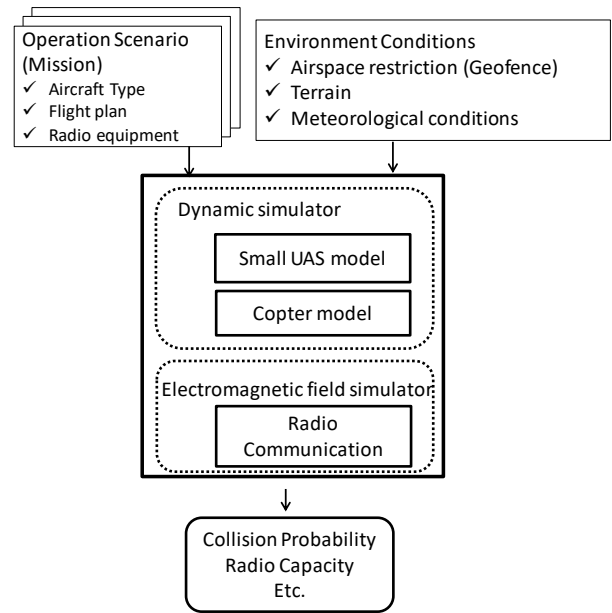 Operation Scenario
(Mission)
✓ Aircraft Type
✓ Flight plan
✓ Radio equipment
Environment Conditions
✓ Airspace restriction (Geofence)
✓ Terrain
✓ Meteorological conditions
Dynamic simulator
Small UAS model
Copter model
Electromagnetic field simulator
Radio
Communication
Collision Probability
Radio Capacity
Etc.